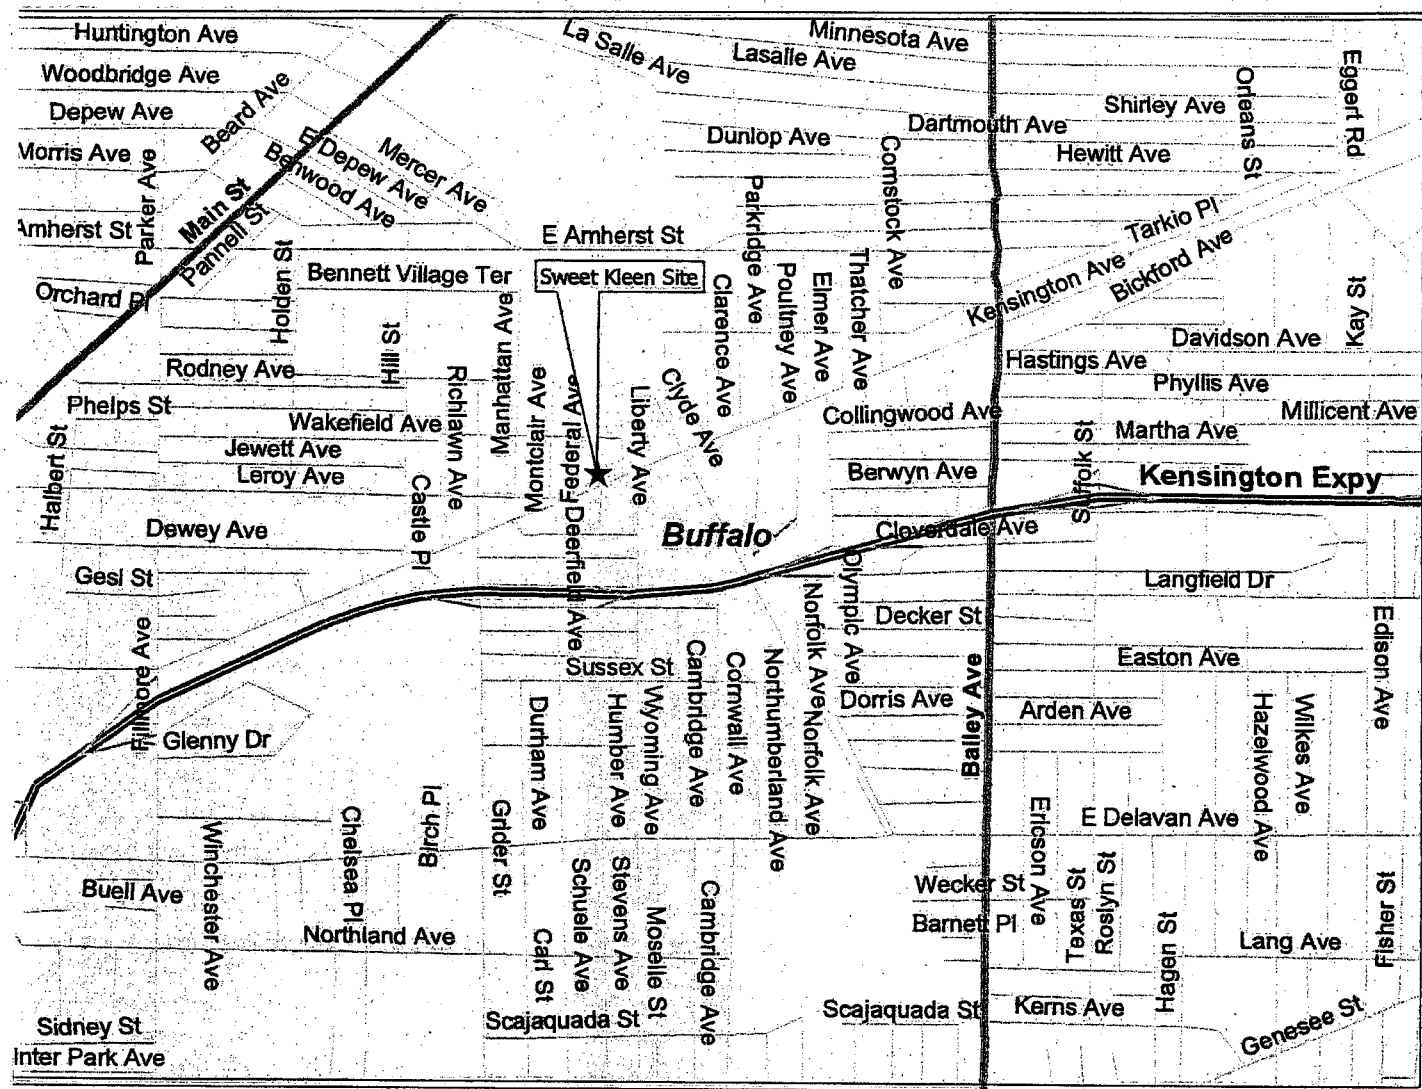 Huntington Ave
La Salle Ave
Minnesota Ave
Lasalle Ave
Woodbridge Ave
Eggert Rd
Orleans St
Shirley Ave
Depew Ave
Beard Ave
Dunlop Ave
Dartmouth Ave
Hewitt Ave
Morris Ave
Parker Ave
E Depew Ave
Mercer Ave
Benwood Ave
Comstock Ave
Parkridge Ave
Main St
Pannell St
Amherst St
E Amherst St
Tarkio Pl
Kensington Ave
Bickford Ave
Bennett Village Ter
Sweet Kleen Site
Orchard Pl
Holden St
Clarence Ave
Poultney Ave
Elmer Ave
Thatcher Ave
Kay St
Manhattan Ave
Hill St
Davidson Ave
Hastings Ave
Rodney Ave
Phyllis Ave
Phelps St
Richlawn Ave
Montclair Ave
Federal Ave
Liberty Ave
Clyde Ave
Collingwood Ave
Millicent Ave
Wakefield Ave
Martha Ave
Jewett Ave
Leroy Ave
Halbert St
Castle Pl
Berwyn Ave
Suffolk St
Kensington Expy
Dewey Ave
Deerfield Ave
Buffalo
Cloverdale Ave
Gesl St
Olympic Ave
Langfield Dr
Norfolk Ave
Decker St
Edison Ave
Fillmore Ave
Sussex St
Easton Ave
Cambridge Ave
Cornwall Ave
Northumberland Ave
Durham Ave
Humber Ave
Wyoming Ave
Norfolk Ave
Dorris Ave
Bailey Ave
Arden Ave
Hazelwood Ave
Wilkes Ave
Glenny Dr
Winchester Ave
Chelsea Pl
Birch Pl
Grider St
Ericson Ave
E Delavan Ave
Buell Ave
Schuele Ave
Stevens Ave
Moselle St
Cambridge Ave
Wecker St
Texas St
Roslyn St
Fisher St
Barnett Pl
Northland Ave
Carl St
Hagen St
Lang Ave
Sidney St
Scajaquada St
Scajaquada St
Kerns Ave
Genesee St
Inter Park Ave